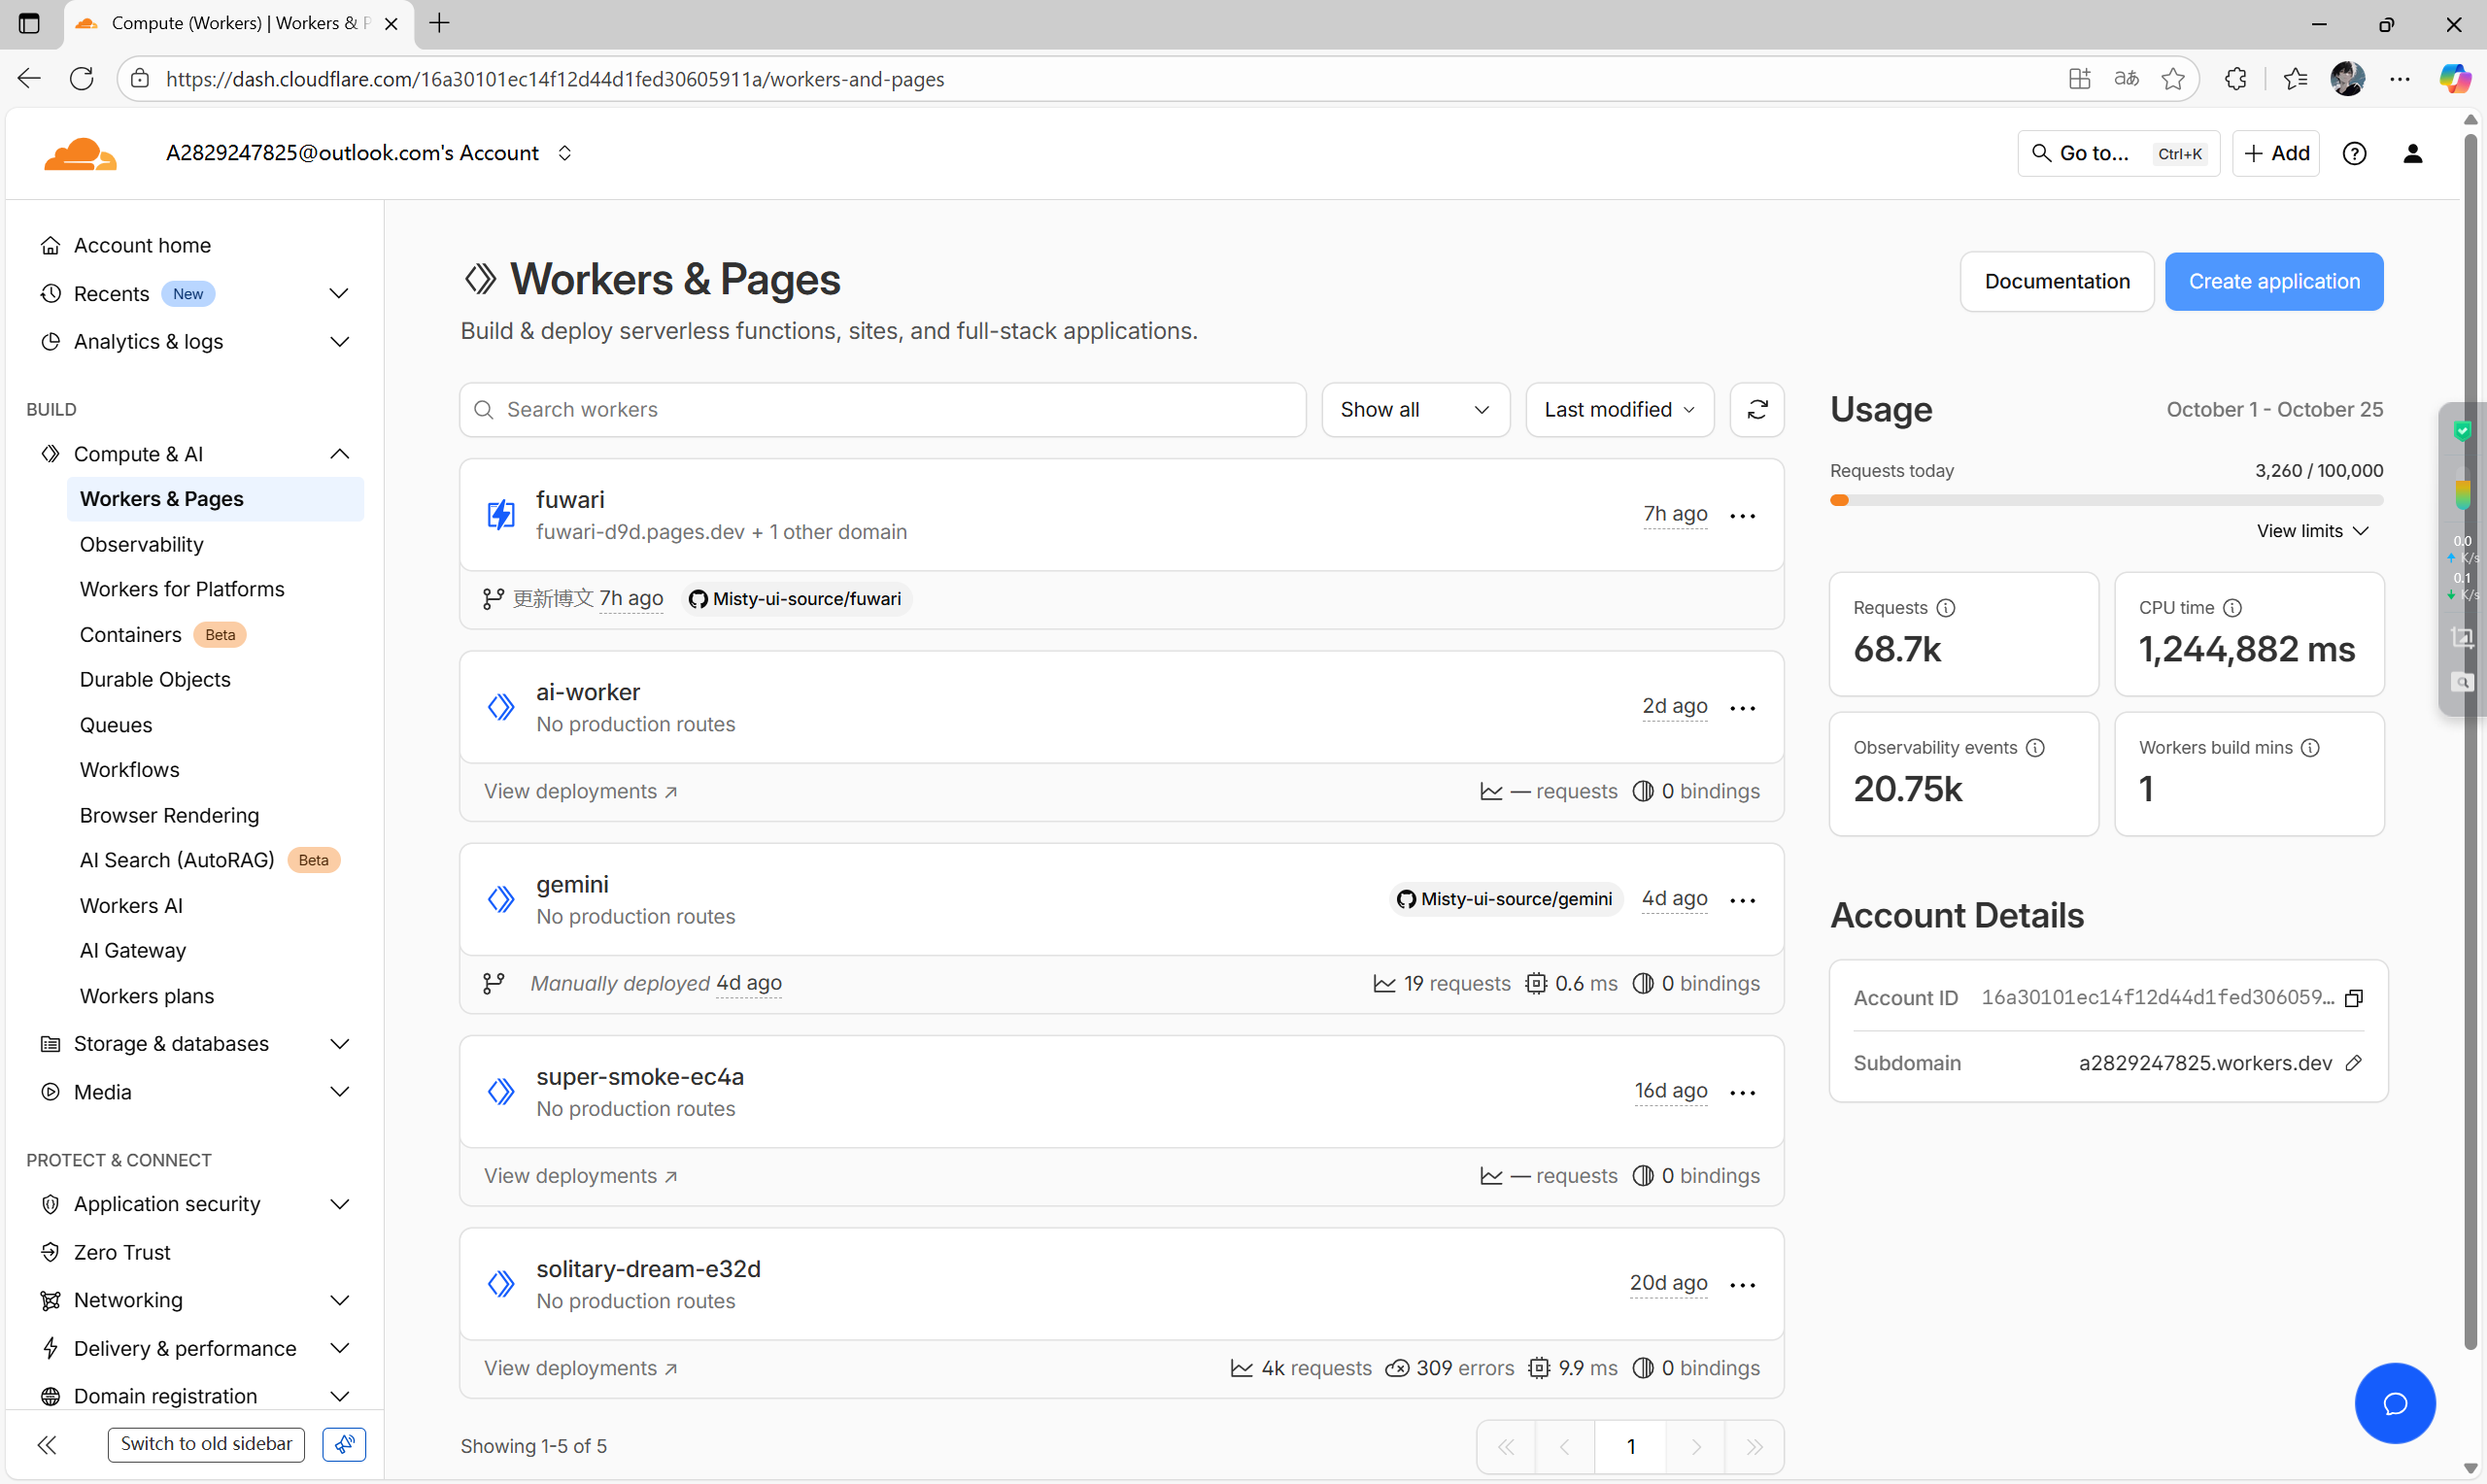 Compute (Workers) | Workers & P
https://dash.cloudflare.com/16a30101ec14f12d44d1fed30605911a/workers-and-pages
A2829247825@outlook.com's Account
Go to... Ctrl+K
Add
Account home
Recents New
Analytics & logs
BUILD
Compute & AI
Workers & Pages
Observability
Workers for Platforms
Containers Beta
Durable Objects
Queues
Workflows
Browser Rendering
AI Search (AutoRAG) Beta
Workers AI
AI Gateway
Workers plans
Storage & databases
Media
PROTECT & CONNECT
Application security
Zero Trust
Networking
Delivery & performance
Domain registration
Switch to old sidebar
Workers & Pages
Build & deploy serverless functions, sites, and full-stack applications.
Documentation
Create application
Search workers
Show all
Last modified
fuwari
fuwari-d9d.pages.dev + 1 other domain
7h ago
更新博文 7h ago Misty-ui-source/fuwari
ai-worker
No production routes
2d ago
View deployments — requests 0 bindings
gemini
No production routes
Misty-ui-source/gemini 4d ago
Manually deployed 4d ago 19 requests 0.6 ms 0 bindings
super-smoke-ec4a
No production routes
16d ago
View deployments — requests 0 bindings
solitary-dream-e32d
No production routes
20d ago
View deployments 4k requests 309 errors 9.9 ms 0 bindings
Showing 1-5 of 5
1
Usage October 1 - October 25
Requests today 3,260 / 100,000
View limits
Requests
68.7k
CPU time
1,244,882 ms
Observability events
20.75k
Workers build mins
1
Account Details
Account ID 16a30101ec14f12d44d1fed306059...
Subdomain a2829247825.workers.dev
0.0
K/s
0.1
K/s